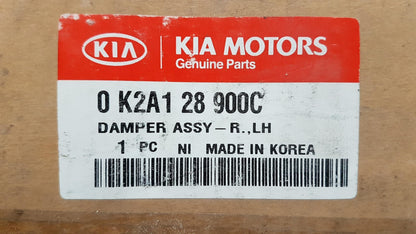 KIA
KIA MOTORS
Genuine Parts
0 K2A1 28 900C
DAMPER ASSY-R.,LH
1 PC NI MADE IN KOREA